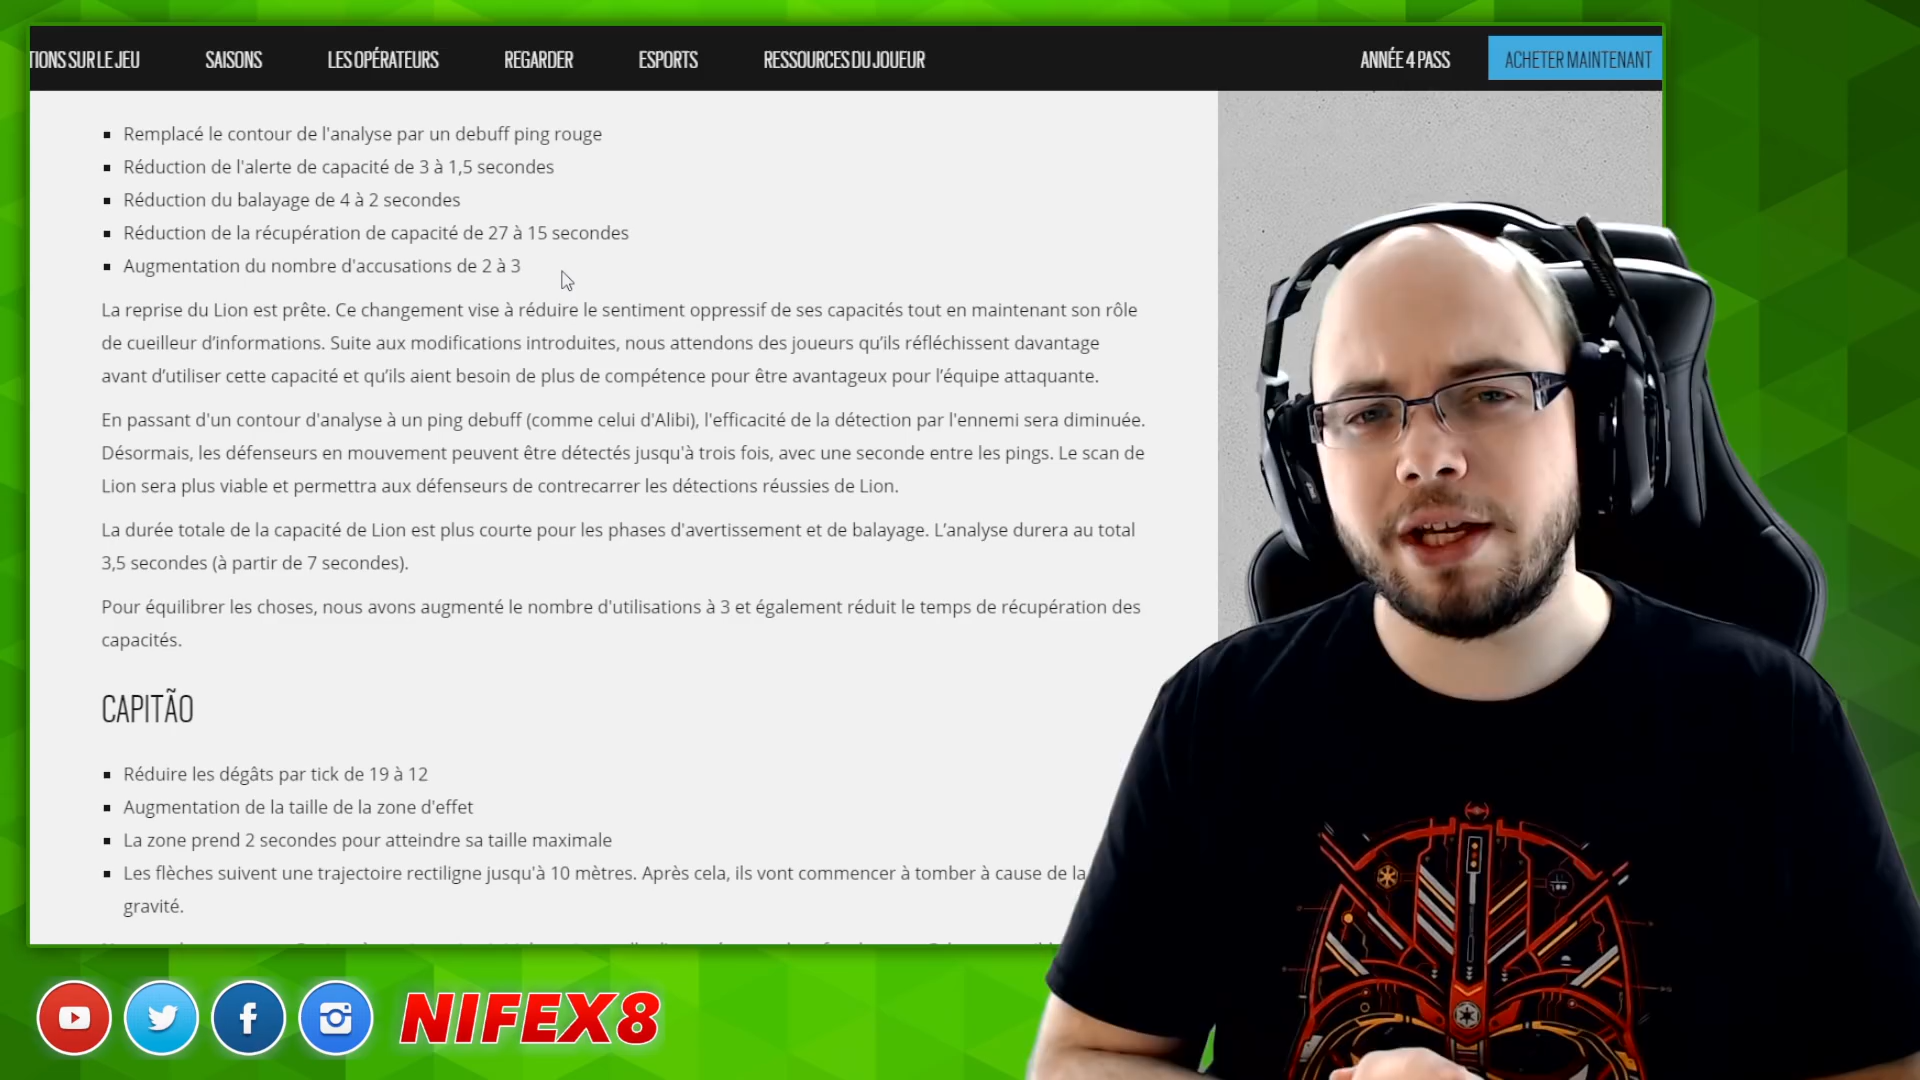 TIONS SUR LE JEU SAISONS LES OPÉRATEURS REGARDER ESPORTS RESSOURCES DU JOUEUR ANNÉE 4 PASS ACHETER MAINTENANT
Remplacé le contour de l'analyse par un debuff ping rouge
Réduction de l'alerte de capacité de 3 à 1,5 secondes
Réduction du balayage de 4 à 2 secondes
Réduction de la récupération de capacité de 27 à 15 secondes
Augmentation du nombre d'accusations de 2 à 3
La reprise du Lion est prête. Ce changement vise à réduire le sentiment oppressif de ses capacités tout en maintenant son rôle
de cueilleur d’informations. Suite aux modifications introduites, nous attendons des joueurs qu’ils réfléchissent davantage
avant d’utiliser cette capacité et qu’ils aient besoin de plus de compétence pour être avantageux pour l’équipe attaquante.
En passant d'un contour d'analyse à un ping debuff (comme celui d'Alibi), l'efficacité de la détection par l'ennemi sera diminuée.
Désormais, les défenseurs en mouvement peuvent être détectés jusqu'à trois fois, avec une seconde entre les pings. Le scan de
Lion sera plus viable et permettra aux défenseurs de contrecarrer les détections réussies de Lion.
La durée totale de la capacité de Lion est plus courte pour les phases d'avertissement et de balayage. L’analyse durera au total
3,5 secondes (à partir de 7 secondes).
Pour équilibrer les choses, nous avons augmenté le nombre d'utilisations à 3 et également réduit le temps de récupération des
capacités.
CAPITÃO
Réduire les dégâts par tick de 19 à 12
Augmentation de la taille de la zone d'effet
La zone prend 2 secondes pour atteindre sa taille maximale
Les flèches suivent une trajectoire rectiligne jusqu'à 10 mètres. Après cela, ils vont commencer à tomber à cause de la
gravité.
NIFEX8